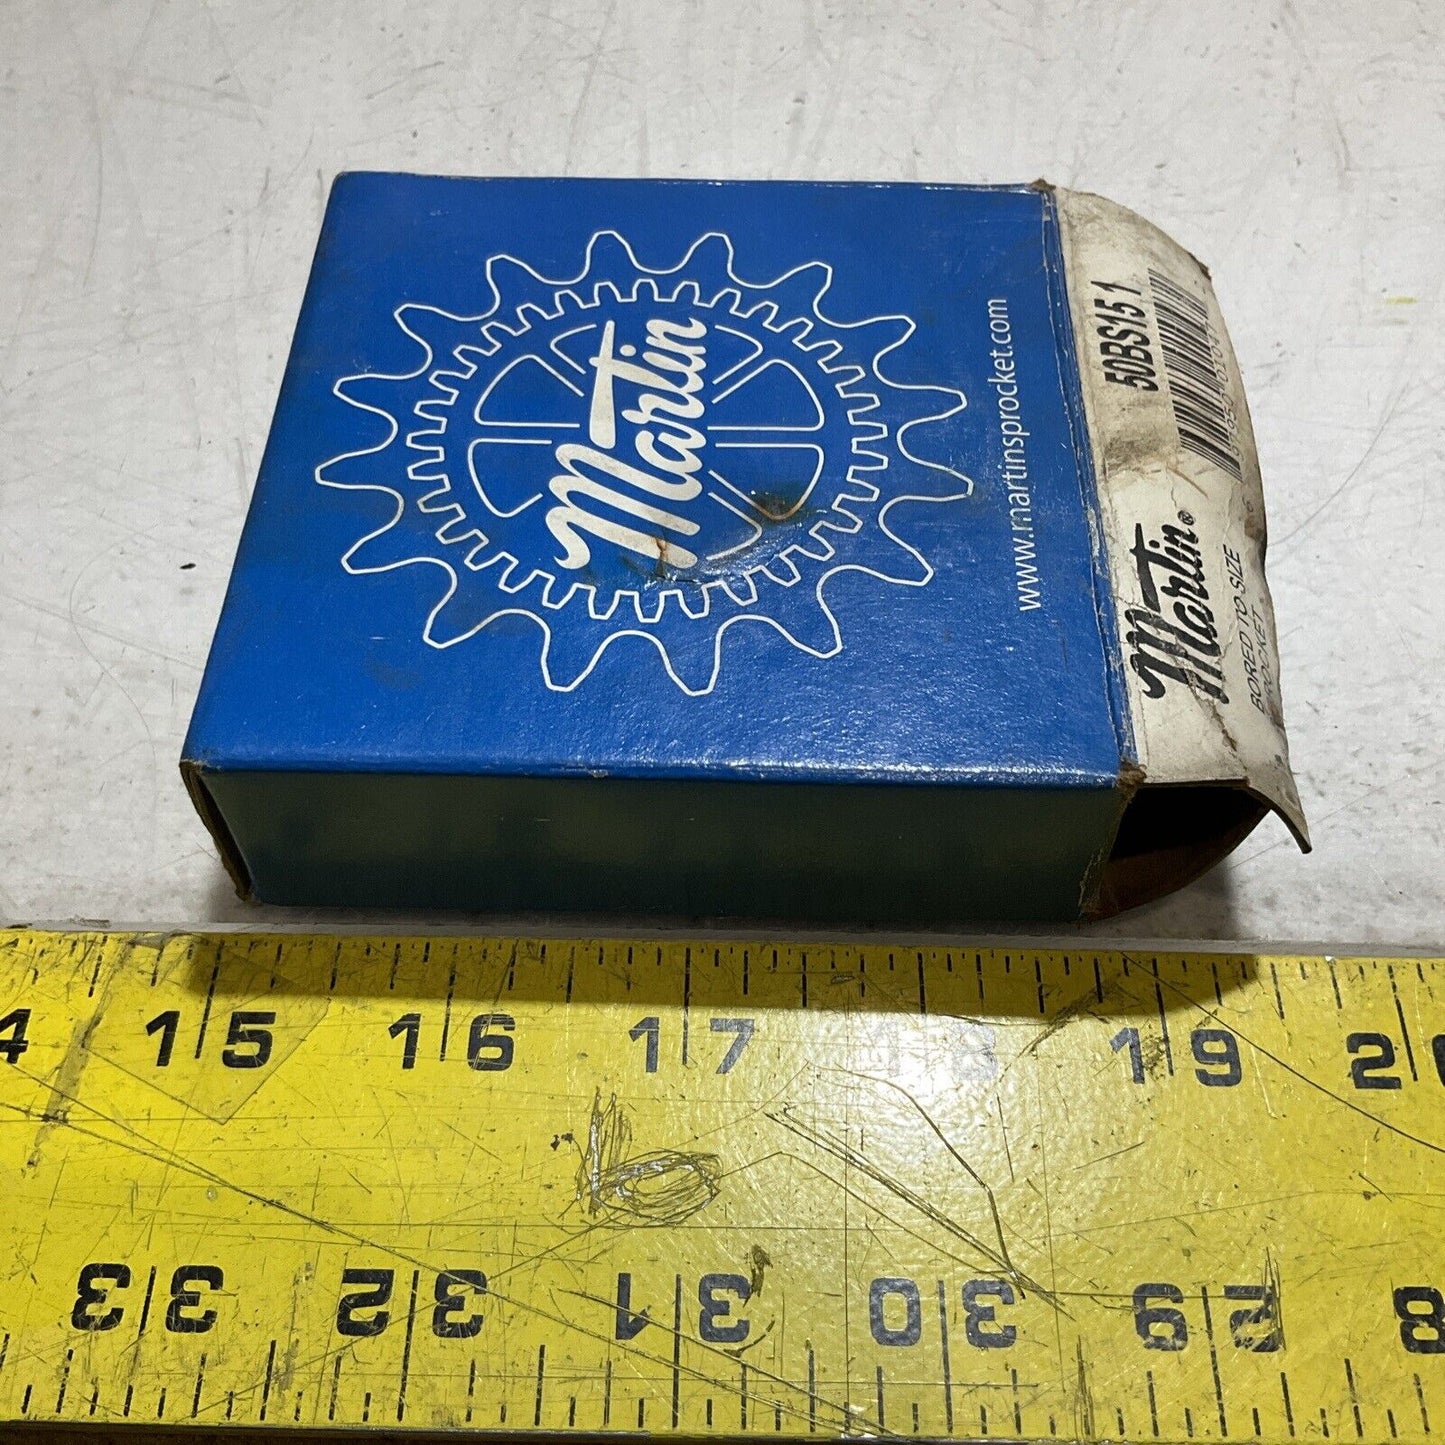 Martin
www.martinsprocket.com
50BS15 1
Martin®
BORED TO SIZE
15 16 17 18 19
33 32 31 30 29